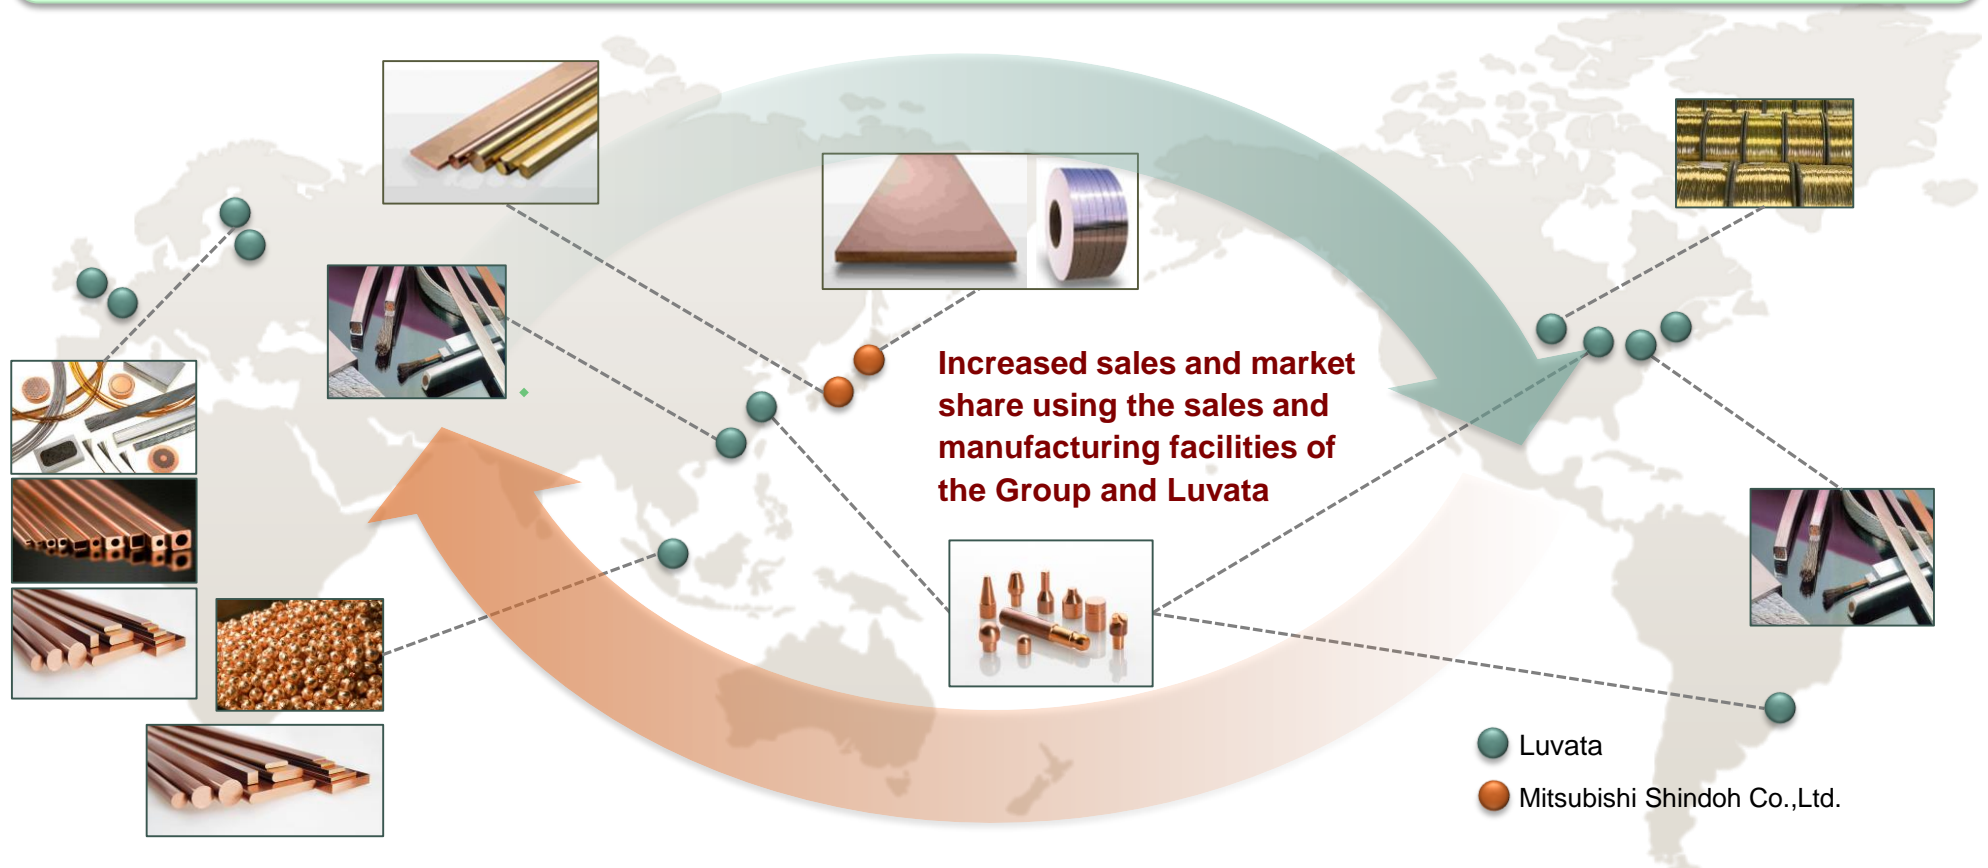 Increased sales and market
share using the sales and
manufacturing facilities of
the Group and Luvata
Luvata
Mitsubishi Shindoh Co.,Ltd.